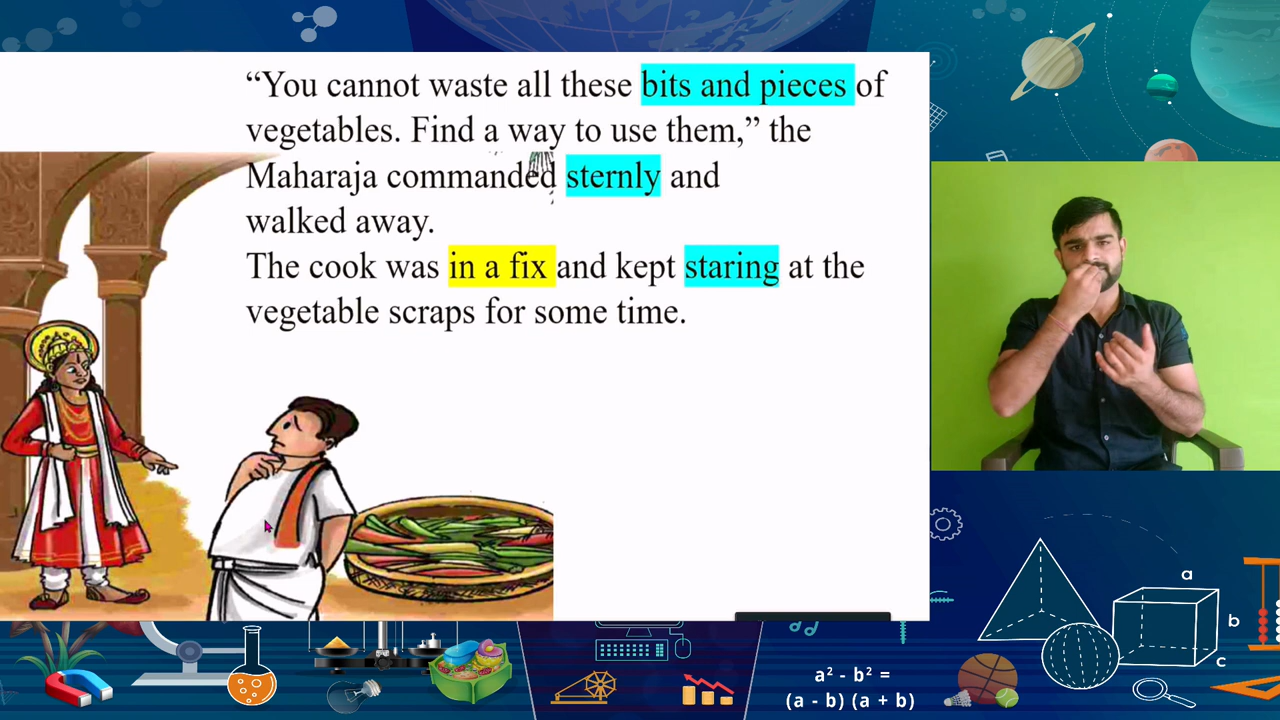 “You cannot waste all these bits and pieces of
vegetables. Find a way to use them,” the
Maharaja commanded sternly and
walked away.
The cook was in a fix and kept staring at the
vegetable scraps for some time.
a
b
c
a² - b² =
(a - b) (a + b)